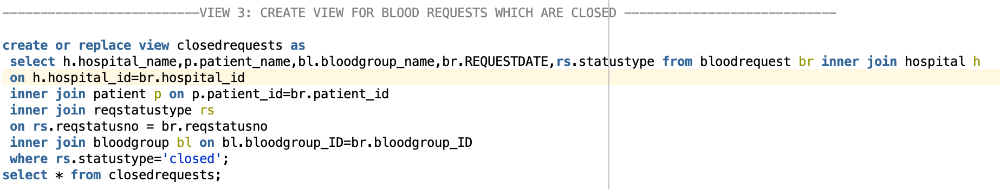 --------------------------VIEW 3: CREATE VIEW FOR BLOOD REQUESTS WHICH ARE CLOSED ----------------------------
create or replace view closedrequests as
select h.hospital_name,p.patient_name,bl.bloodgroup_name,br.REQUESTDATE,rs.statustype from bloodrequest br inner join hospital h
on h.hospital_id=br.hospital_id
inner join patient p on p.patient_id=br.patient_id
inner join reqstatustype rs
on rs.reqstatusno = br.reqstatusno
inner join bloodgroup bl on bl.bloodgroup_ID=br.bloodgroup_ID
where rs.statustype='closed';
select * from closedrequests;